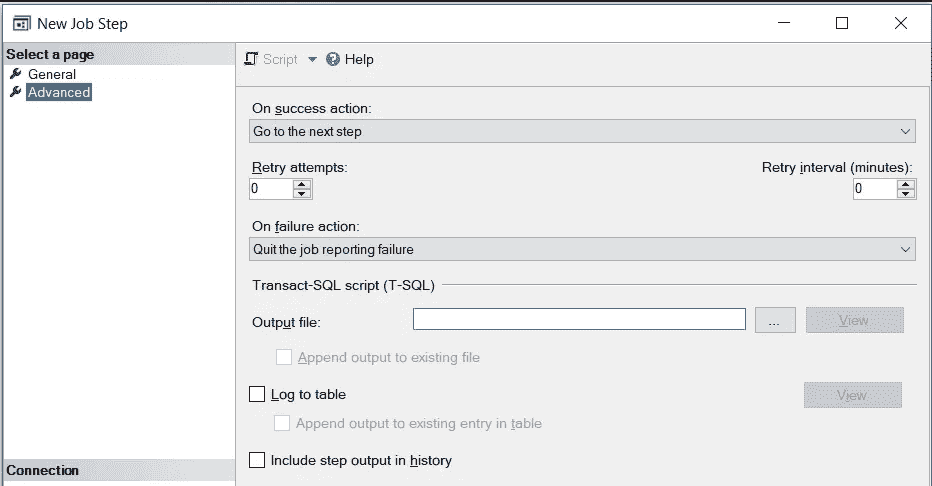 New Job Step
Select a page
General
Advanced
Script
Help
On success action:
Go to the next step
Retry attempts:
Retry interval (minutes):
0
0
On failure action:
Quit the job reporting failure
Transact-SQL script (T-SQL)
Output file:
...
View
Append output to existing file
Log to table
View
Append output to existing entry in table
Include step output in history
Connection